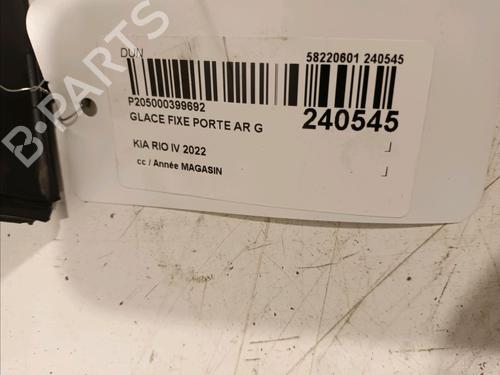 DUN
58220601 240545
P205000399692
GLACE FIXE PORTE AR G
240545
KIA RIO IV 2022
cc / Année MAGASIN
B-PARTS